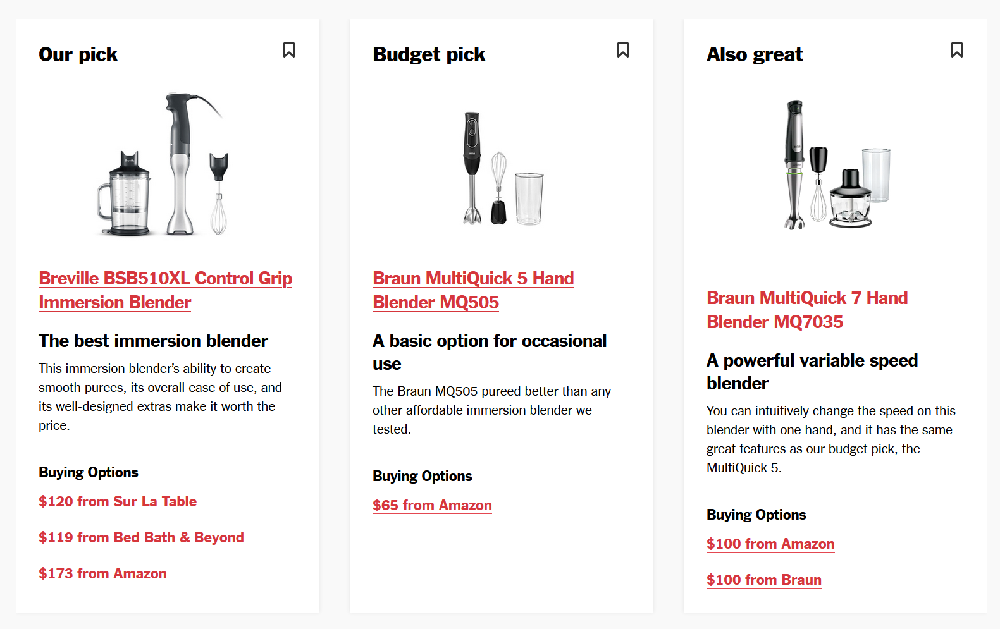 Our pick
Breville BSB510XL Control Grip
Immersion Blender
The best immersion blender
This immersion blender’s ability to create
smooth purees, its overall ease of use, and
its well-designed extras make it worth the
price.
Buying Options
$120 from Sur La Table
$119 from Bed Bath & Beyond
$173 from Amazon
Budget pick
Braun MultiQuick 5 Hand
Blender MQ505
A basic option for occasional
use
The Braun MQ505 pureed better than any
other affordable immersion blender we
tested.
Buying Options
$65 from Amazon
Also great
Braun MultiQuick 7 Hand
Blender MQ7035
A powerful variable speed
blender
You can intuitively change the speed on this
blender with one hand, and it has the same
great features as our budget pick, the
MultiQuick 5.
Buying Options
$100 from Amazon
$100 from Braun